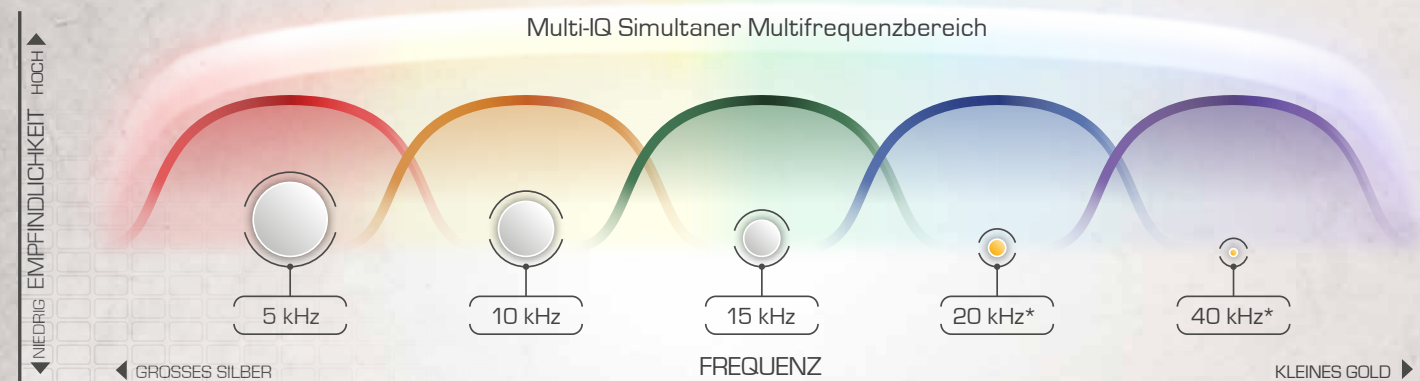 Multi-IQ Simultaner Multifrequenzbereich
HOCH
EMPFINDLICHKEIT
NIEDRIG
5 kHz
10 kHz
15 kHz
20 kHz*
40 kHz*
GROSSES SILBER
FREQUENZ
KLEINES GOLD